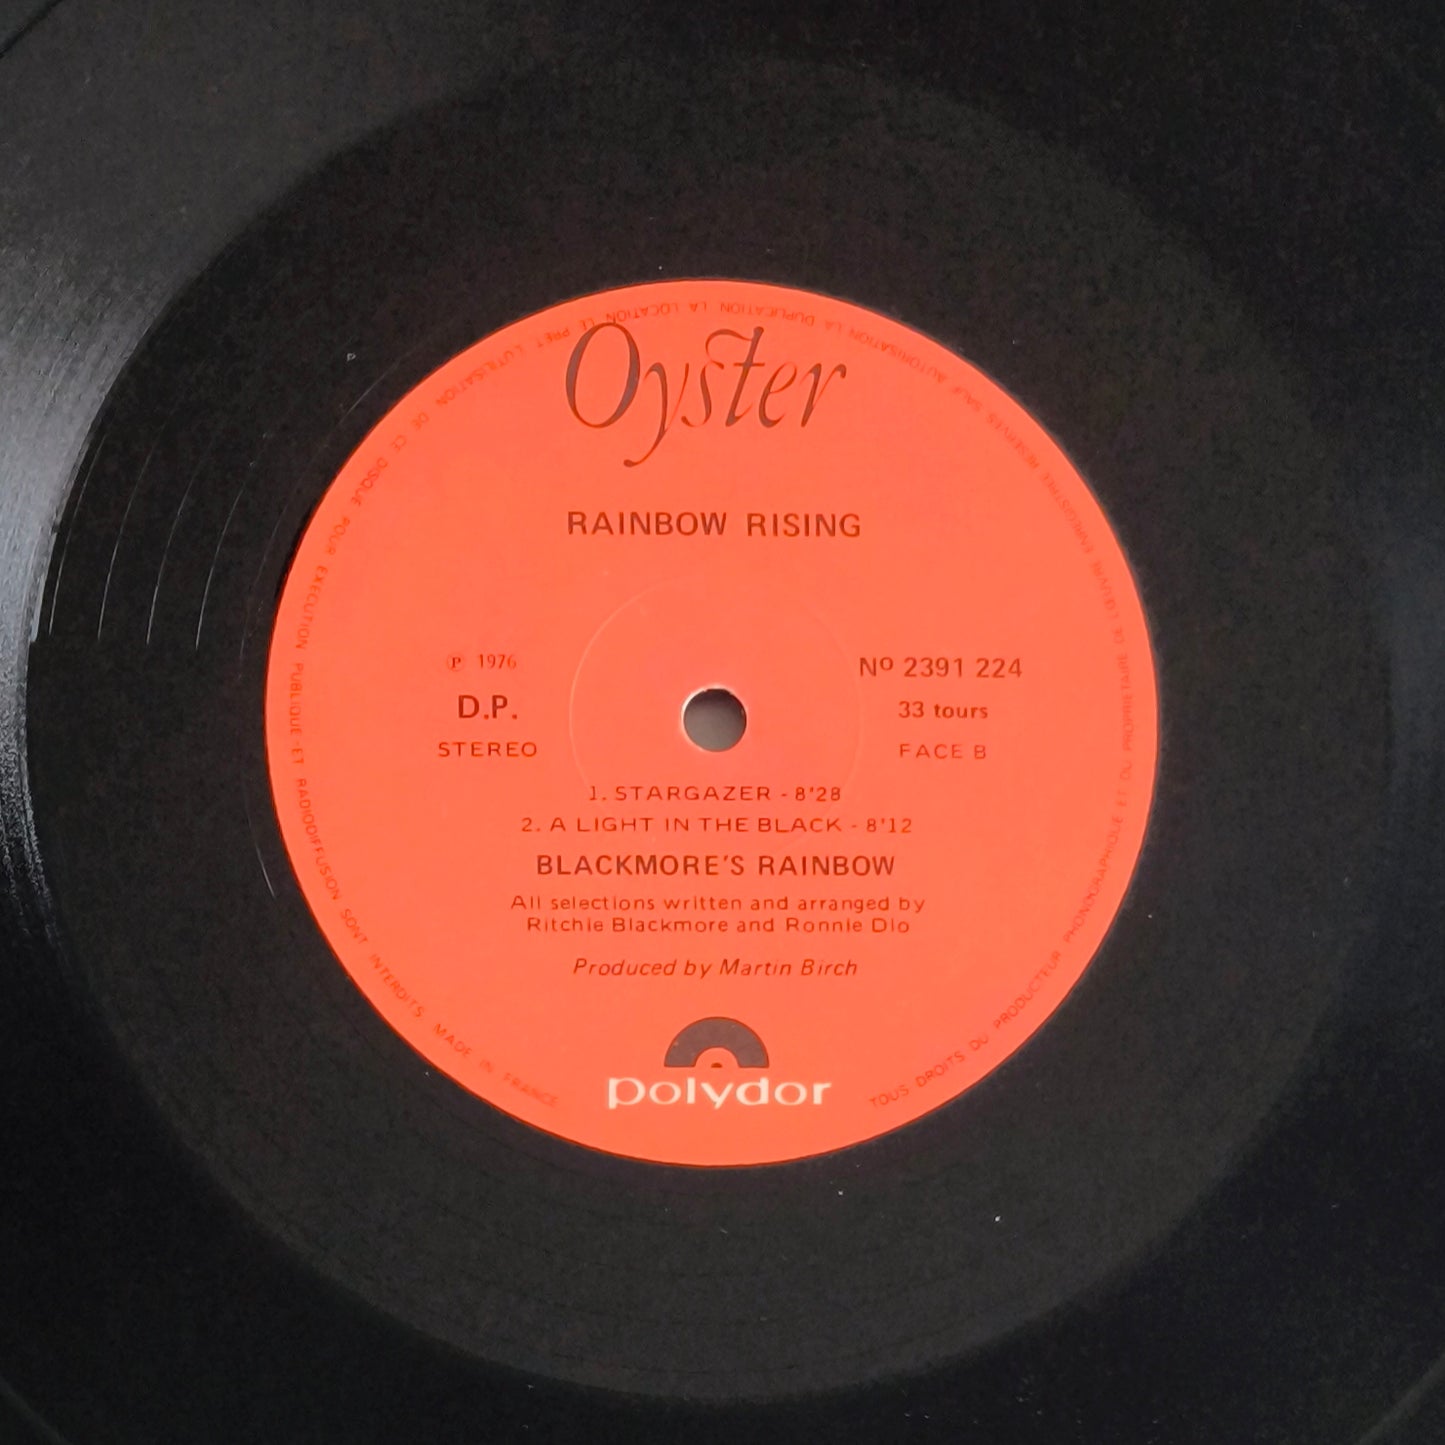 Oyster
RAINBOW RISING
Ⓟ 1976
D.P.
STEREO
Nº 2391 224
33 tours
FACE B
1. STARGAZER - 8'28
2. A LIGHT IN THE BLACK - 8'12
BLACKMORE'S RAINBOW
All selections written and arranged by
Ritchie Blackmore and Ronnie Dio
Produced by Martin Birch
polydor
TOUS DROITS DU PRODUCTEUR PHONOGRAPHIQUE ET DU PROPRIETAIRE DE L'ŒUVRE ENREGISTREE RESERVES SAUF AUTORISATION LA DUPLICATION LA LOCATION LE PRET L'UTILISATION DE CE DISQUE POUR EXECUTION PUBLIQUE ET RADIODIFFUSION SONT INTERDITS MADE IN FRANCE